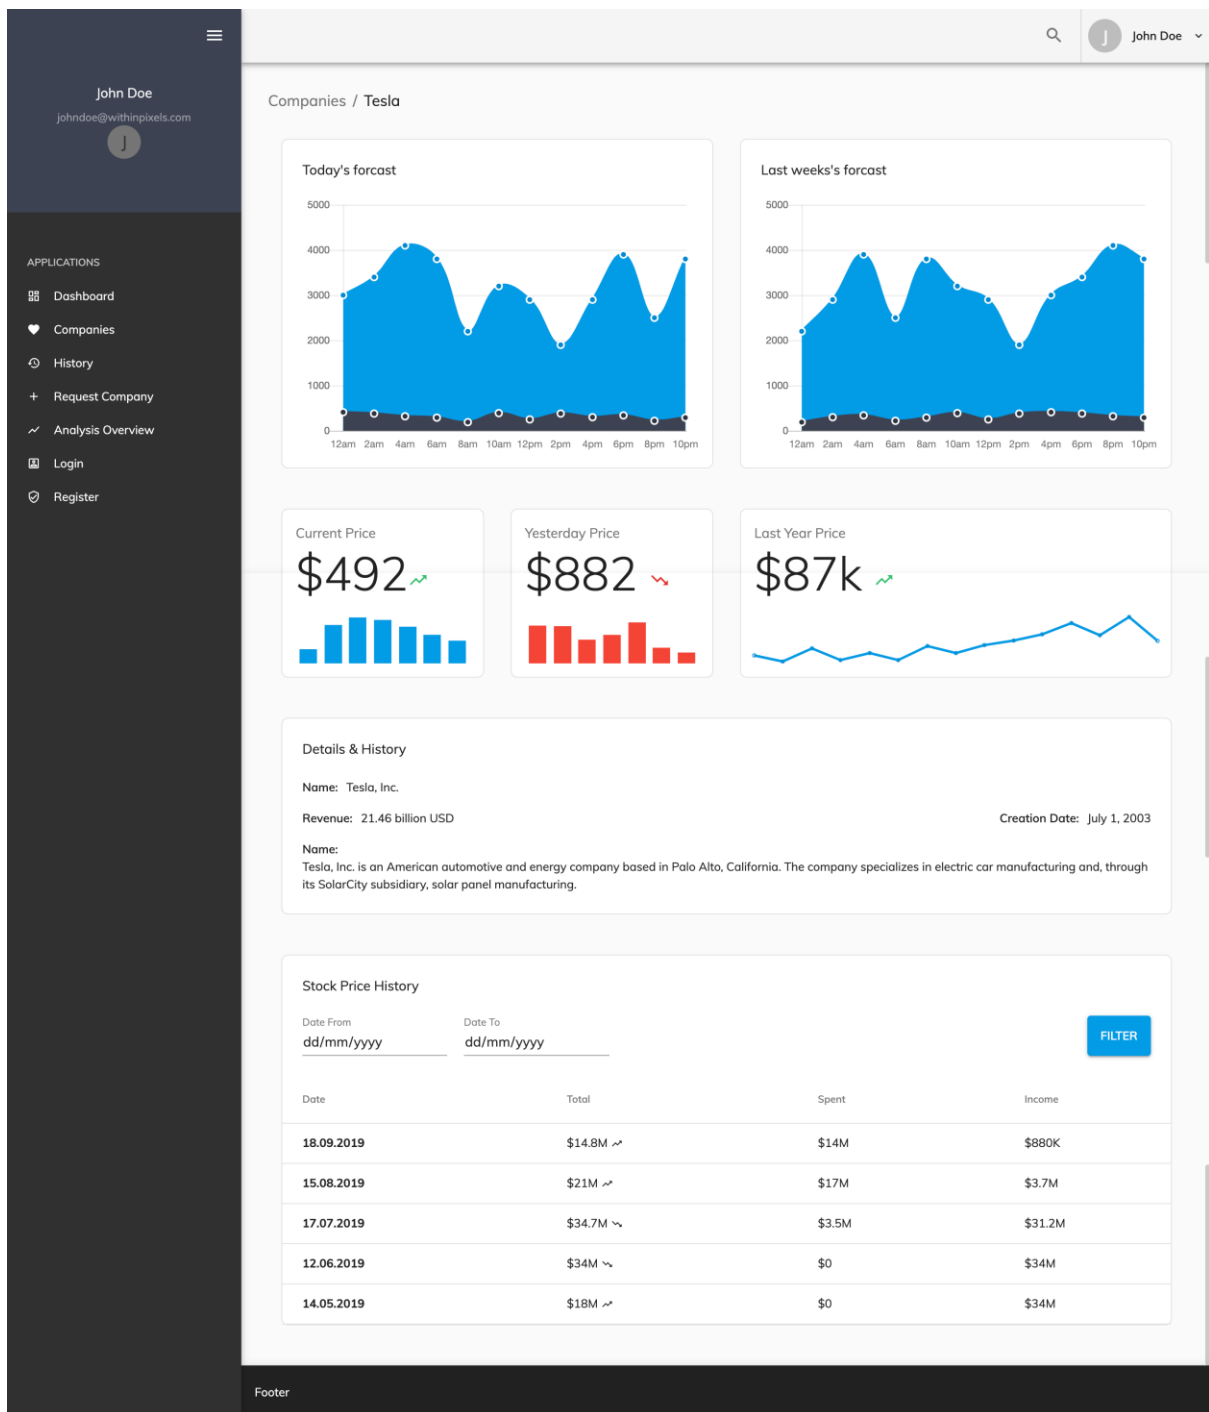 John Doe
John Doe
johndoe@withinpixels.com
J
J
APPLICATIONS
Dashboard
Companies
History
Request Company
Analysis Overview
Login
Register
Companies / Tesla
Today's forcast
5000
4000
3000
2000
1000
0
12am 2am 4am 6am 8am 10am 12pm 2pm 4pm 6pm 8pm 10pm
Last weeks's forcast
5000
4000
3000
2000
1000
0
12am 2am 4am 6am 8am 10am 12pm 2pm 4pm 6pm 8pm 10pm
Current Price
$492
Yesterday Price
$882
Last Year Price
$87k
Details & History
Name: Tesla, Inc.
Revenue: 21.46 billion USD Creation Date: July 1, 2003
Name:
Tesla, Inc. is an American automotive and energy company based in Palo Alto, California. The company specializes in electric car manufacturing and, through
its SolarCity subsidiary, solar panel manufacturing.
Stock Price History
Date From Date To
dd/mm/yyyy dd/mm/yyyy
FILTER
Date Total Spent Income
18.09.2019 $14.8M $14M $880K
15.08.2019 $21M $17M $3.7M
17.07.2019 $34.7M $3.5M $31.2M
12.06.2019 $34M $0 $34M
14.05.2019 $18M $0 $34M
Footer